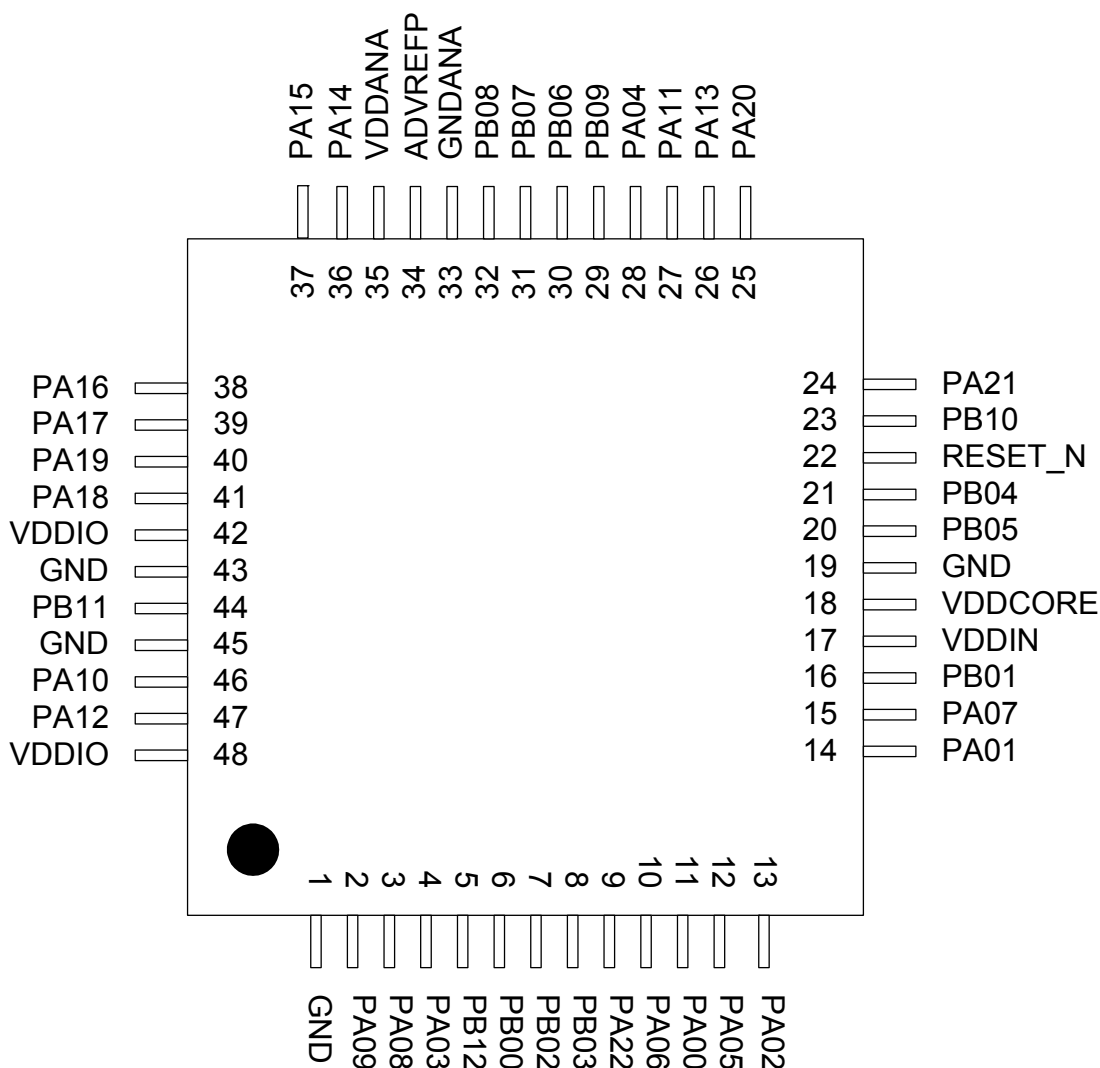 PA15 PA14 VDDANA ADVREFP GNDANA PB08 PB07 PB06 PB09 PA04 PA11 PA13 PA20
37 36 35 34 33 32 31 30 29 28 27 26 25
PA16 38 24 PA21
PA17 39 23 PB10
PA19 40 22 RESET_N
PA18 41 21 PB04
VDDIO 42 20 PB05
GND 43 19 GND
PB11 44 18 VDDCORE
GND 45 17 VDDIN
PA10 46 16 PB01
PA12 47 15 PA07
VDDIO 48 14 PA01
1 2 3 4 5 6 7 8 9 10 11 12 13
GND PA09 PA08 PA03 PB12 PB00 PB02 PB03 PA22 PA06 PA00 PA05 PA02